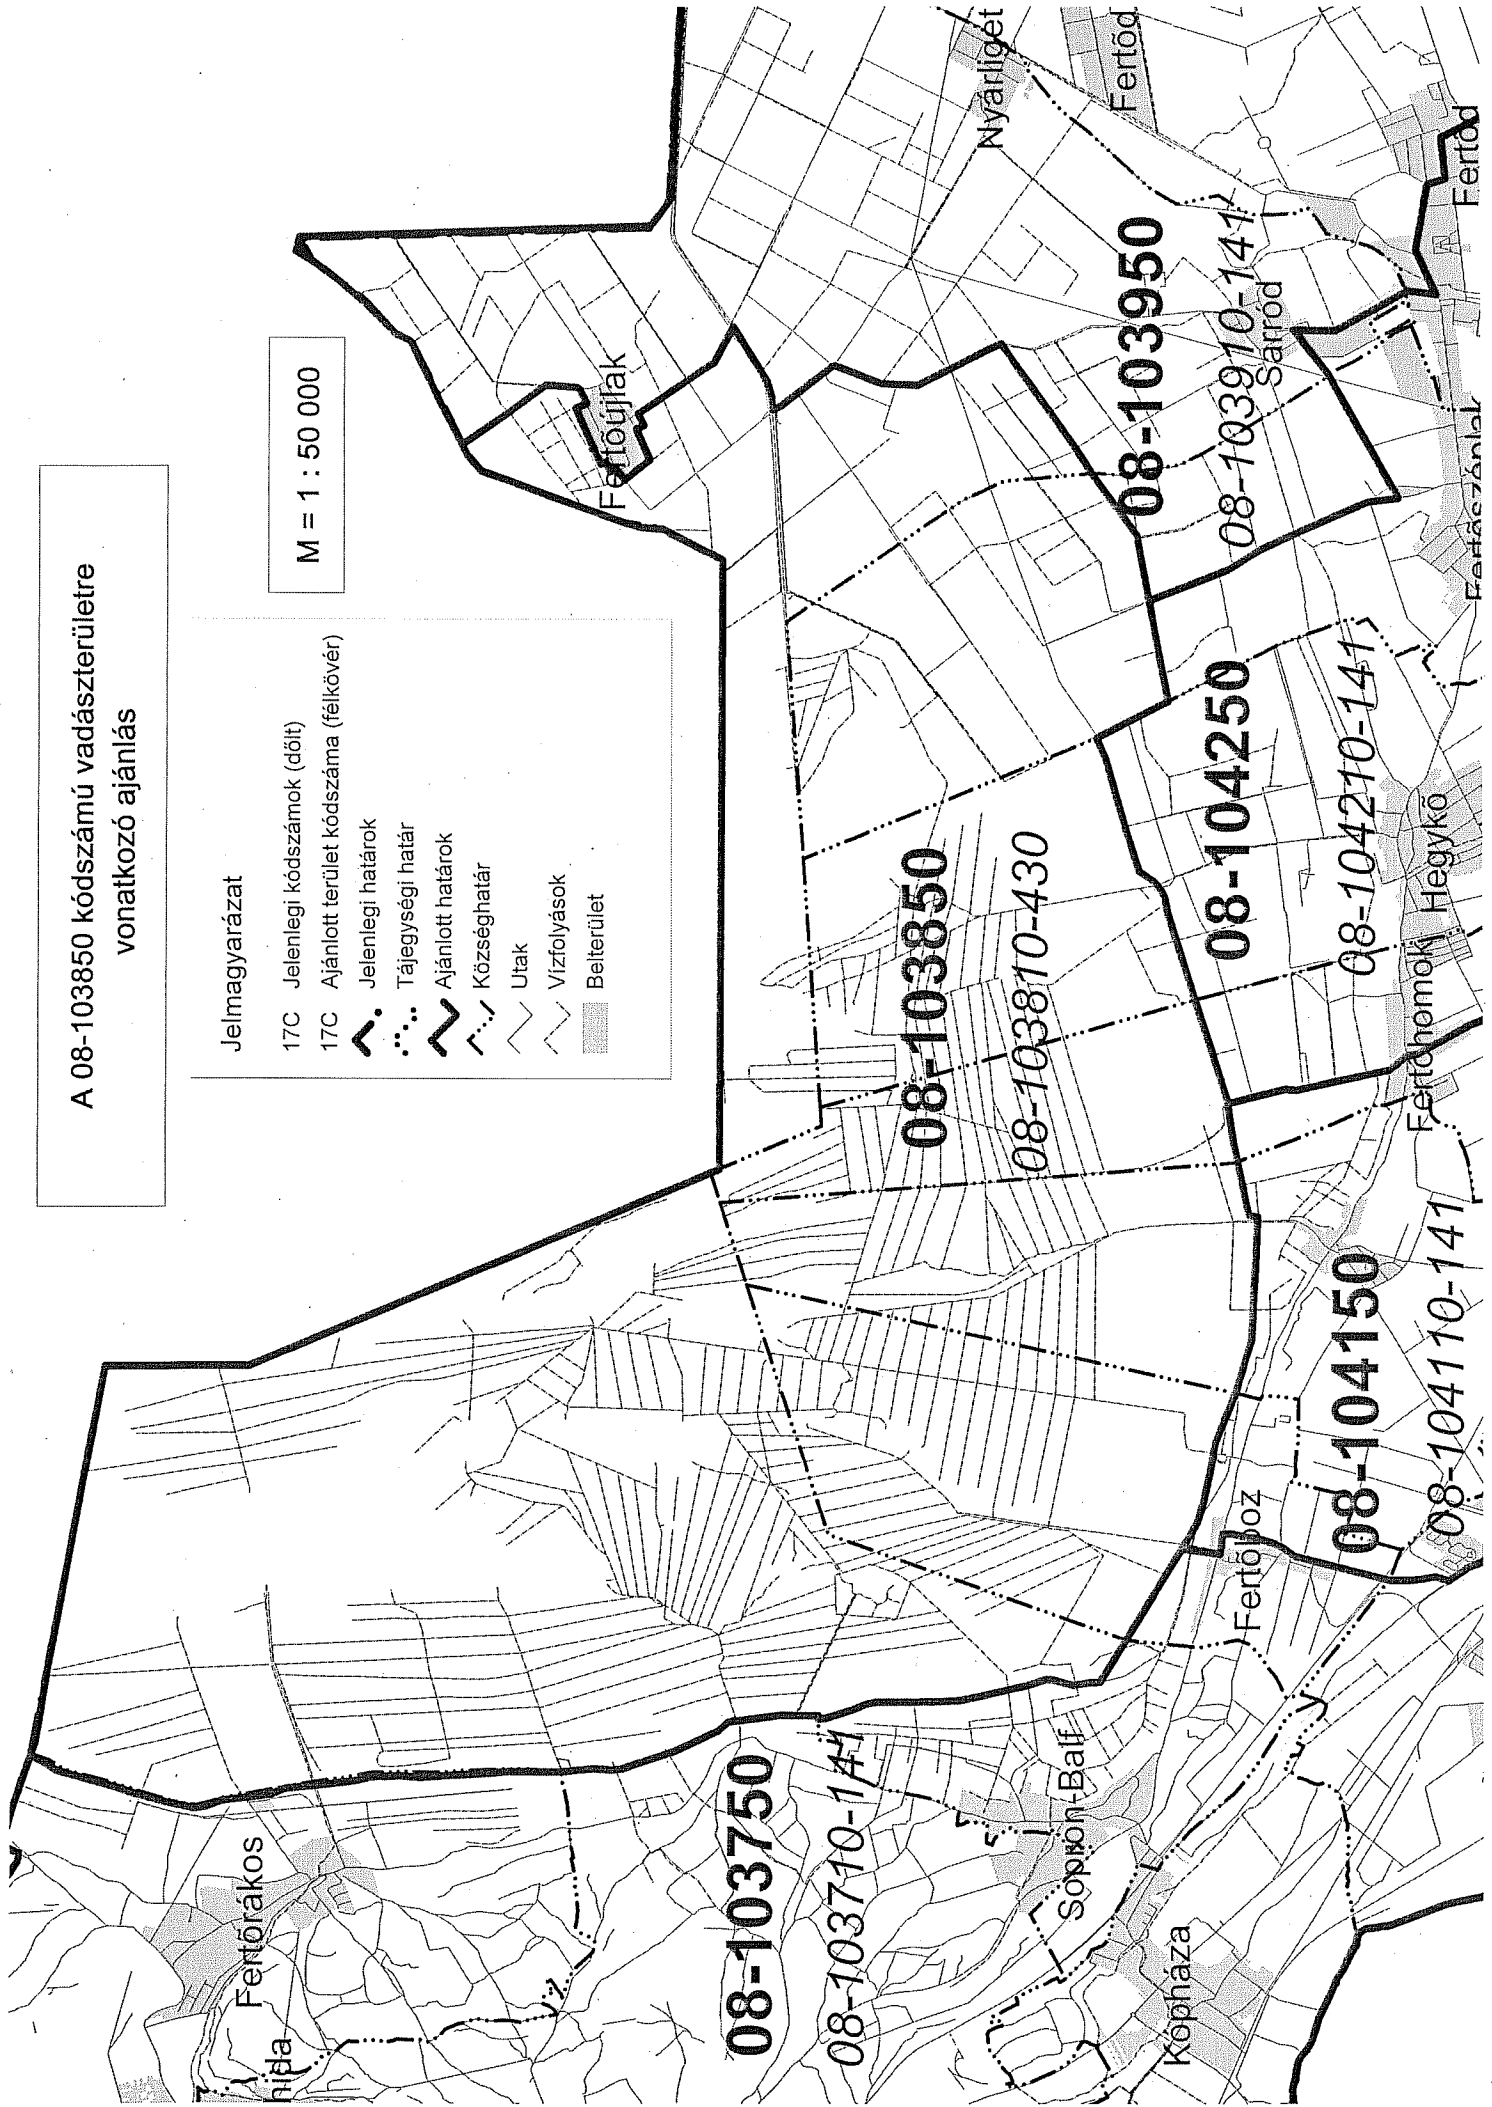 A 08-103850 kódszámú vadászterületre
vonatkozó ajánlás
M = 1 : 50 000
Jelmagyarázat
17C Jelenlegi kódszámok (dőlt)
17C Ajánlott terület kódszáma (félkövér)
Jelenlegi határok
Tájegységi határ
Ajánlott határok
Községhatár
Utak
Vízfolyások
Belterület
Fertőújlak
Nyárliget
Fertőd
Fertőd
08-103950
08-103910-141
Sarród
Fertőszéplak
08-103850
08-103810-430
08-104250
08-104210-141
Hegykő
Fertőhomok
08-104150
08-104110-141
Fertőboz
Fertőrákos
hida
08-103750
08-103710-141
Sopron-Balf
Kópháza